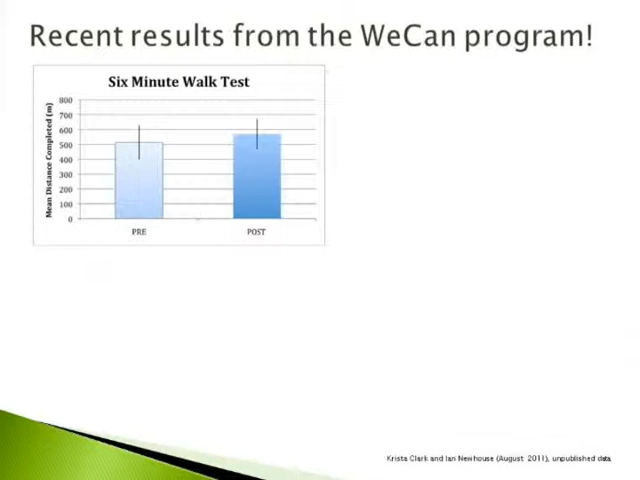 Recent results from the WeCan program!
Six Minute Walk Test
Mean Distance Completed (m)
800
700
600
500
400
300
200
100
0
PRE POST
Krista Clark and Ian Newhouse (August 2011), unpublished data.